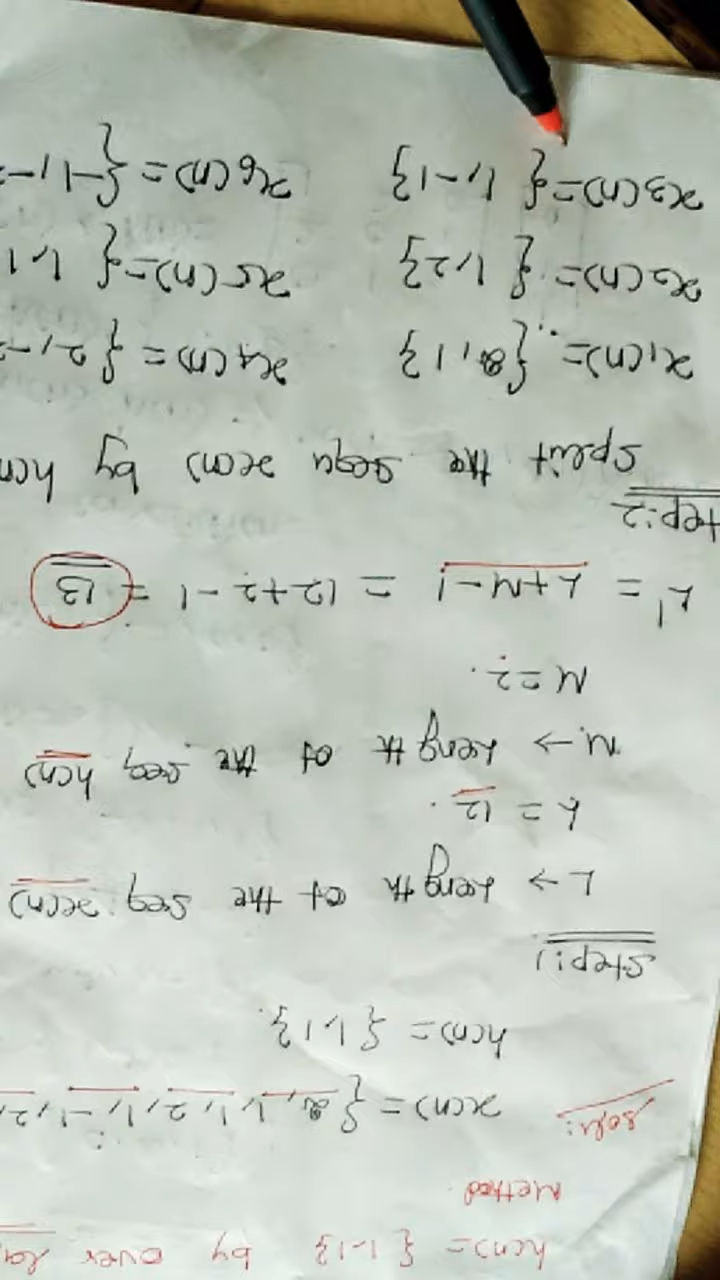 h(n) = { 1, 1 } by over
Method
Soln:
x(n) = { 2, 1, 1, 2, 1, -1, 2,
h(n) = { 1, 1 }.
Step:1
L → Length of the seq x(n)
L = 12.
M → Length of the seq h(n)
M = 2.
L' = L+M-1 = 12+2-1 = 13
Step:2
Split the sequ x(n) by h(n
x1(n) = { 2, 1 } x4(n) = { 2, -
x2(n) = { 1, 2 } x5(n) = { 1, 1
x3(n) = { 1, -1 } x6(n) = { -1, -